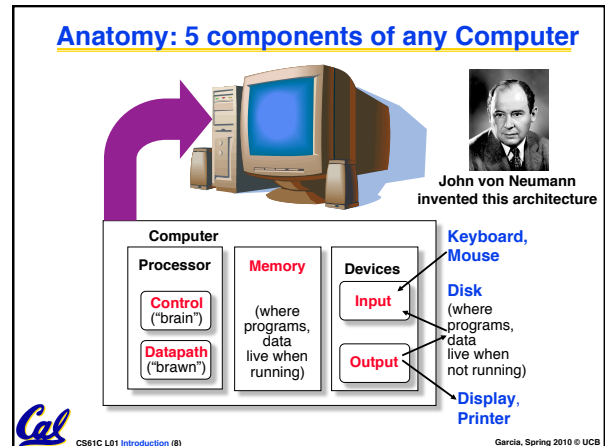 Anatomy: 5 components of any Computer
John von Neumann
invented this architecture
Computer
Processor
Control
("brain")
Datapath
("brawn")
Memory
(where
programs,
data
live when
running)
Devices
Input
Output
Keyboard,
Mouse
Disk
(where
programs,
data
live when
not running)
Display,
Printer
Cal
CS61C L01 Introduction (8)
Garcia, Spring 2010 © UCB